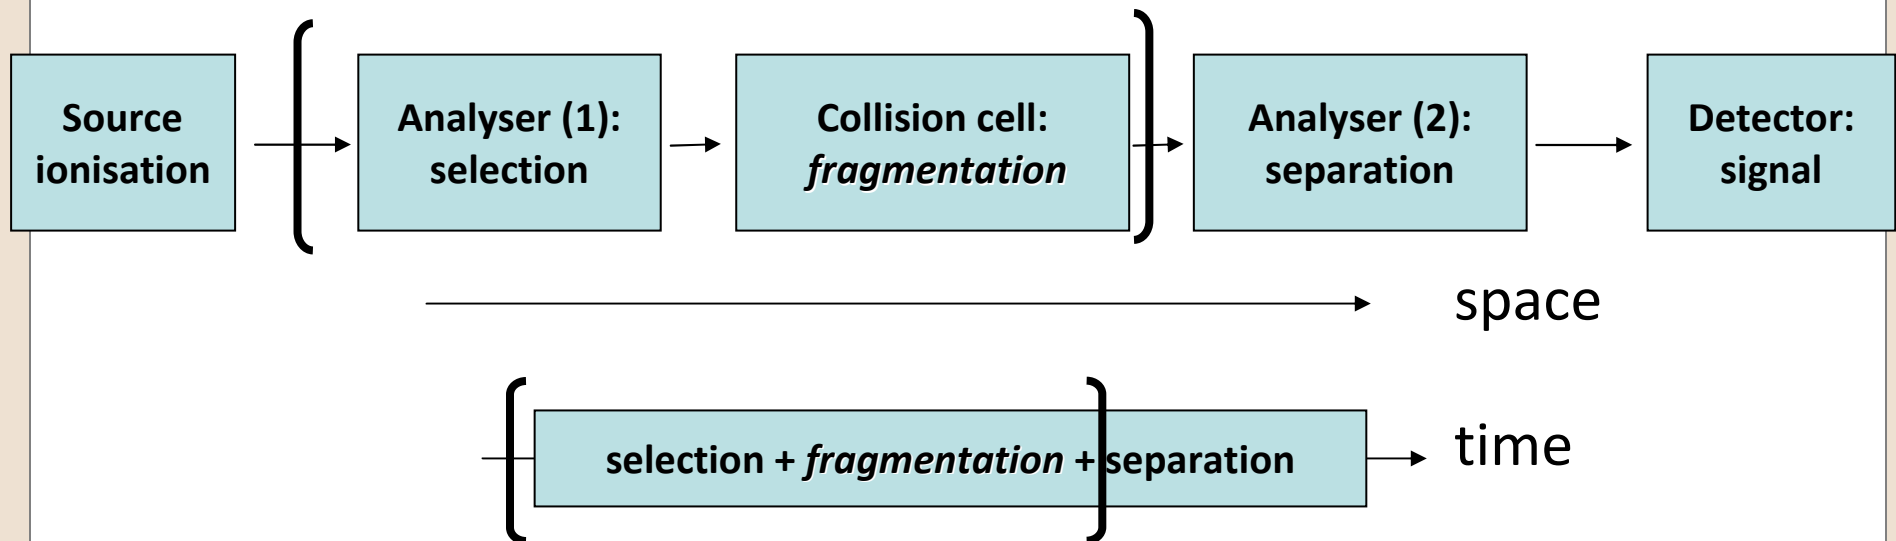 Source
ionisation
Analyser (1):
selection
Collision cell:
fragmentation
Analyser (2):
separation
Detector:
signal
space
selection + fragmentation + separation
time